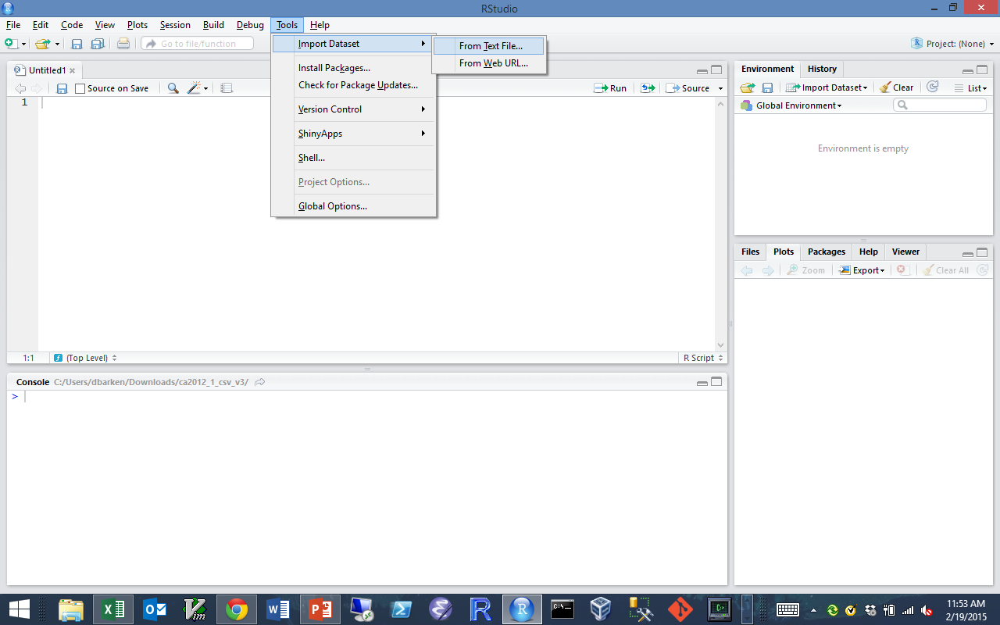 RStudio
File Edit Code View Plots Session Build Debug Tools Help
Go to file/function
Project: (None)
Import Dataset
From Text File...
From Web URL...
Install Packages...
Check for Package Updates...
Version Control
ShinyApps
Shell...
Project Options...
Global Options...
Untitled1
Source on Save
Run
Source
1
1:1
(Top Level)
R Script
Console C:/Users/dbarken/Downloads/ca2012_1_csv_v3/
>
Environment History
Import Dataset Clear List
Global Environment
Environment is empty
Files Plots Packages Help Viewer
Zoom Export Clear All
11:53 AM
2/19/2015